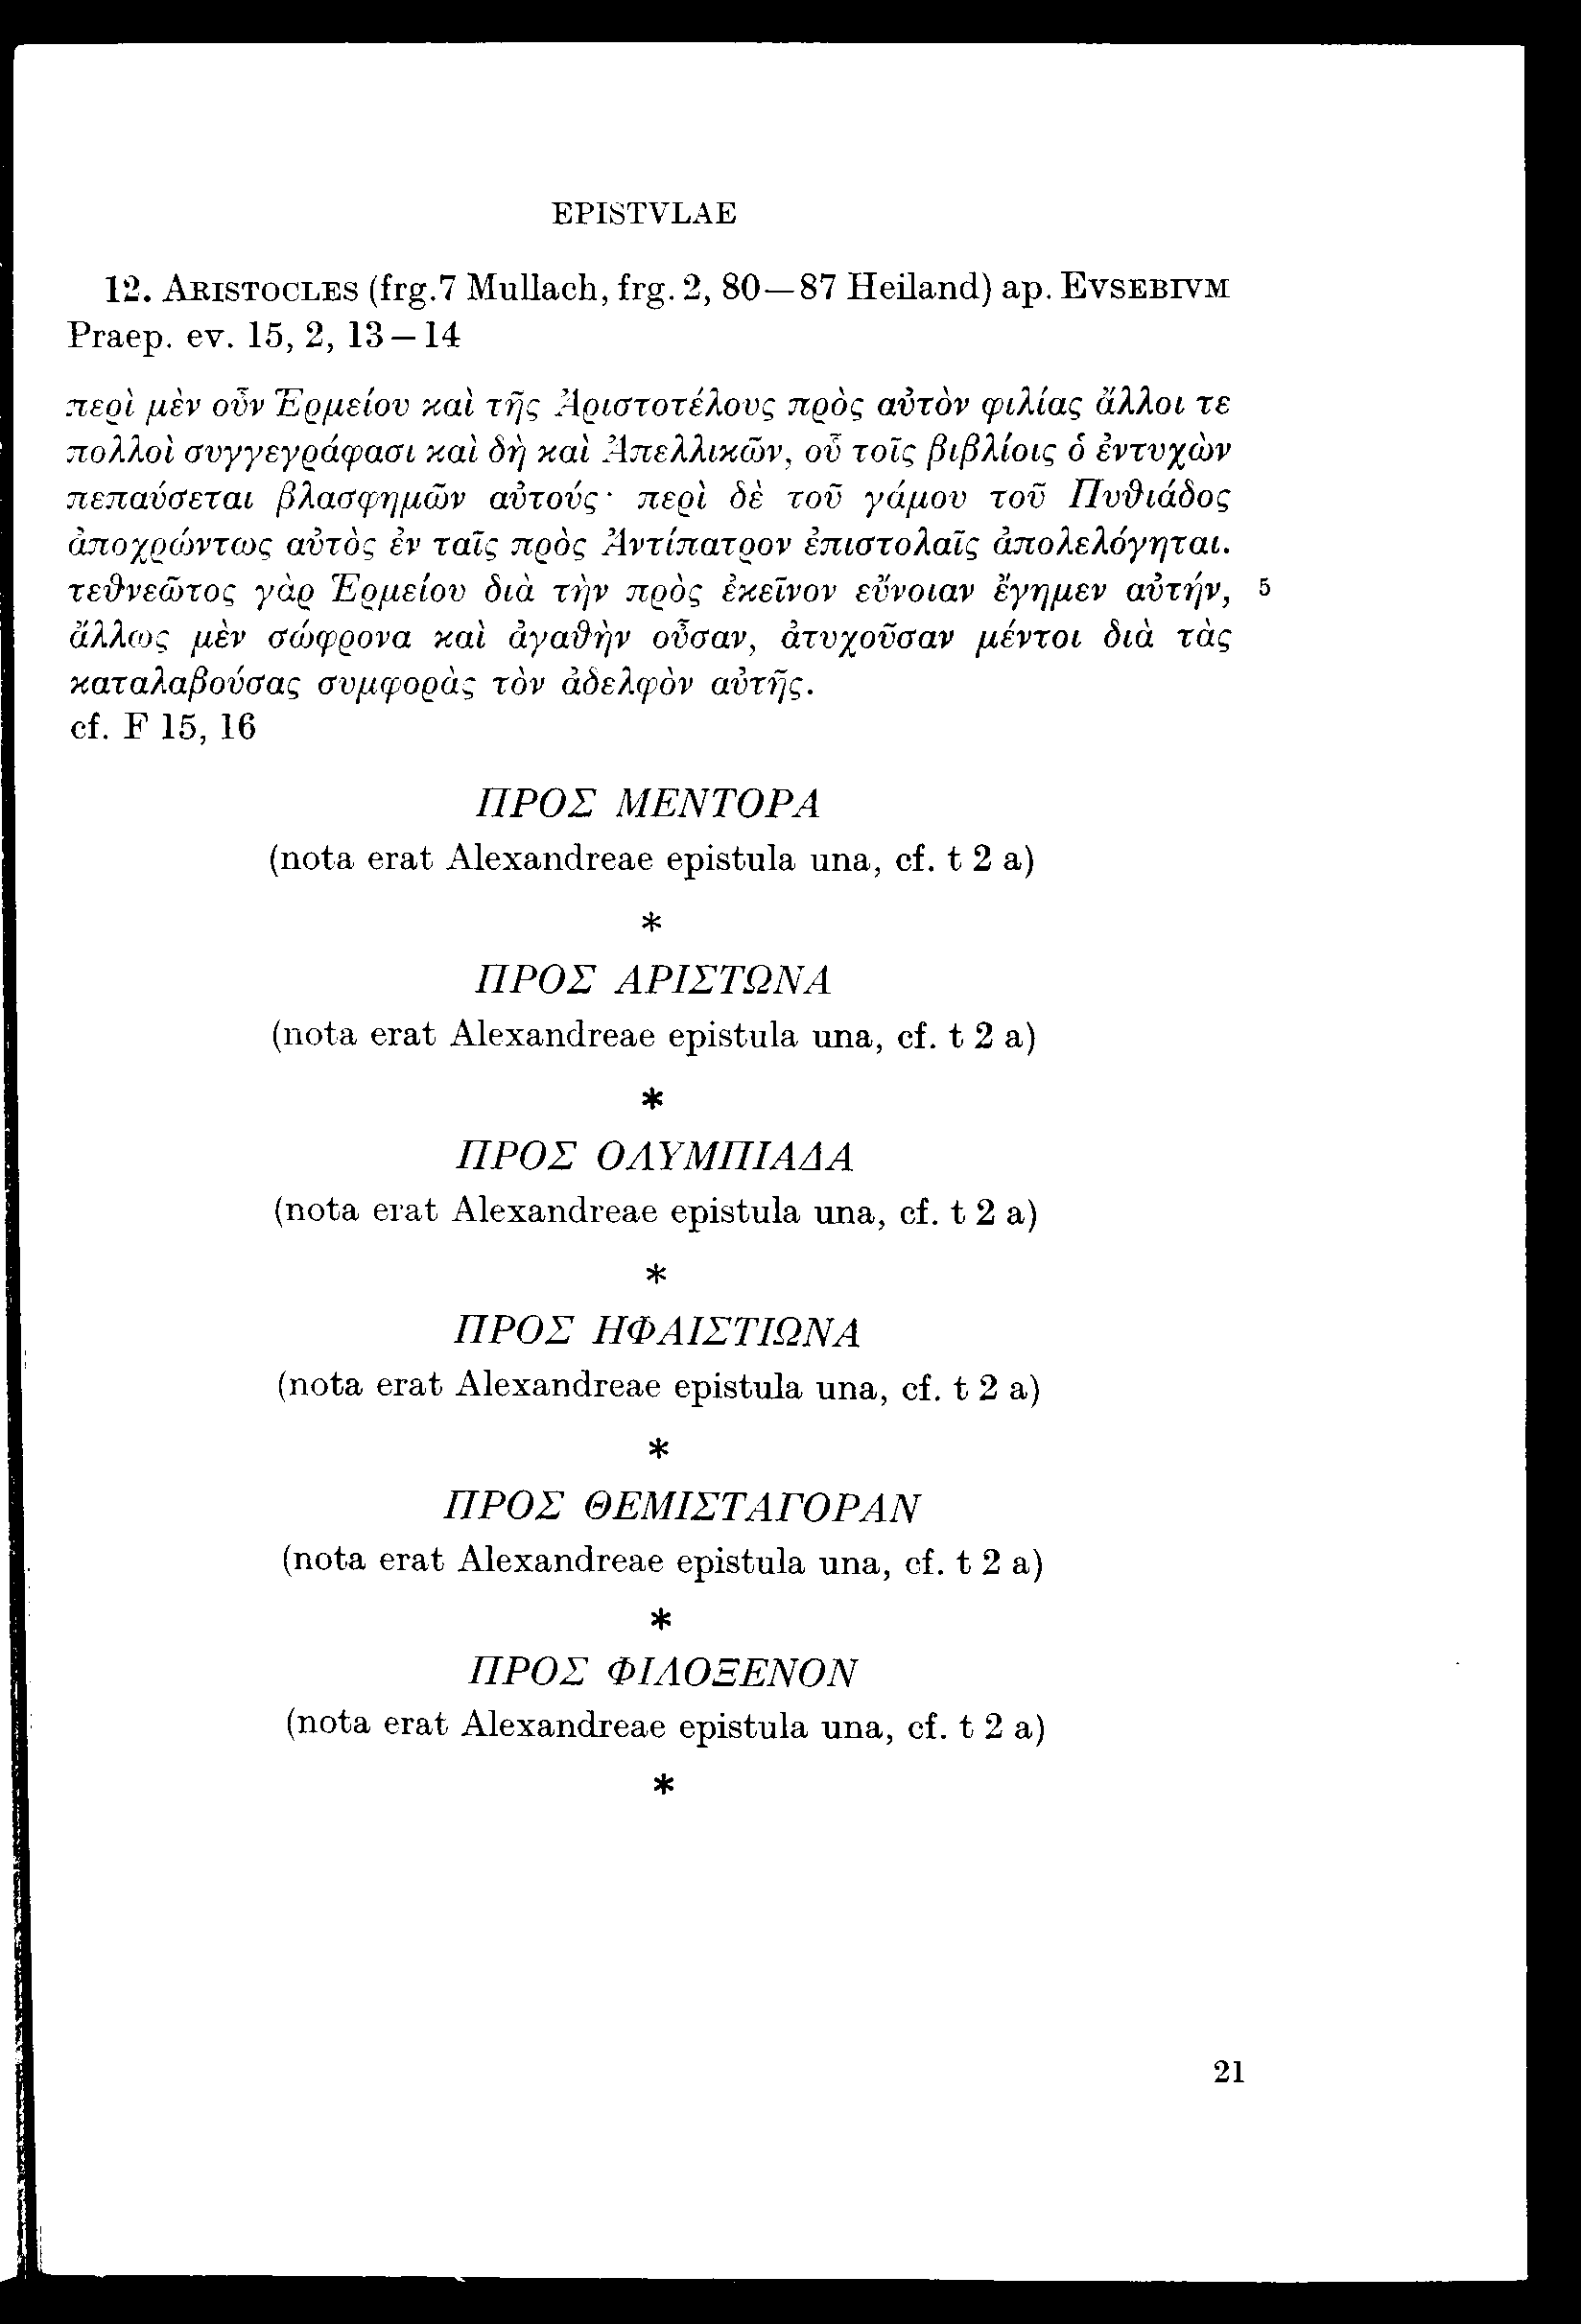 EPISTVLAE
12. ARISTOCLES (frg.7 Mullach, frg. 2, 80—87 Heiland) ap. EVSEBIVM
Praep. ev. 15, 2, 13—14
περὶ μὲν οὖν Ἑρμείου καὶ τῆς Ἀριστοτέλους πρὸς αὐτὸν φιλίας ἄλλοι τε
πολλοὶ συγγεγράφασι καὶ δὴ καὶ Ἀπελλικῶν, οὗ τοῖς βιβλίοις ὁ ἐντυχὼν
πεπαύσεται βλασφημῶν αὐτούς· περὶ δὲ τοῦ γάμου τοῦ Πυθιάδος
ἀποχρώντως αὐτὸς ἐν ταῖς πρὸς Ἀντίπατρον ἐπιστολαῖς ἀπολελόγηται.
τεθνεῶτος γὰρ Ἑρμείου διὰ τὴν πρὸς ἐκεῖνον εὔνοιαν ἔγημεν αὐτήν, 5
ἄλλως μὲν σώφρονα καὶ ἀγαθὴν οὖσαν, ἀτυχοῦσαν μέντοι διὰ τὰς
καταλαβούσας συμφορὰς τὸν ἀδελφὸν αὐτῆς.
cf. F 15, 16
ΠΡΟΣ ΜΕΝΤΟΡΑ
(nota erat Alexandreae epistula una, cf. t 2 a)
*
ΠΡΟΣ ΑΡΙΣΤΩΝΑ
(nota erat Alexandreae epistula una, cf. t 2 a)
*
ΠΡΟΣ ΟΛΥΜΠΙΑΔΑ
(nota erat Alexandreae epistula una, cf. t 2 a)
*
ΠΡΟΣ ΗΦΑΙΣΤΙΩΝΑ
(nota erat Alexandreae epistula una, cf. t 2 a)
*
ΠΡΟΣ ΘΕΜΙΣΤΑΓΟΡΑΝ
(nota erat Alexandreae epistula una, cf. t 2 a)
*
ΠΡΟΣ ΦΙΛΟΞΕΝΟΝ
(nota erat Alexandreae epistula una, cf. t 2 a)
*
21